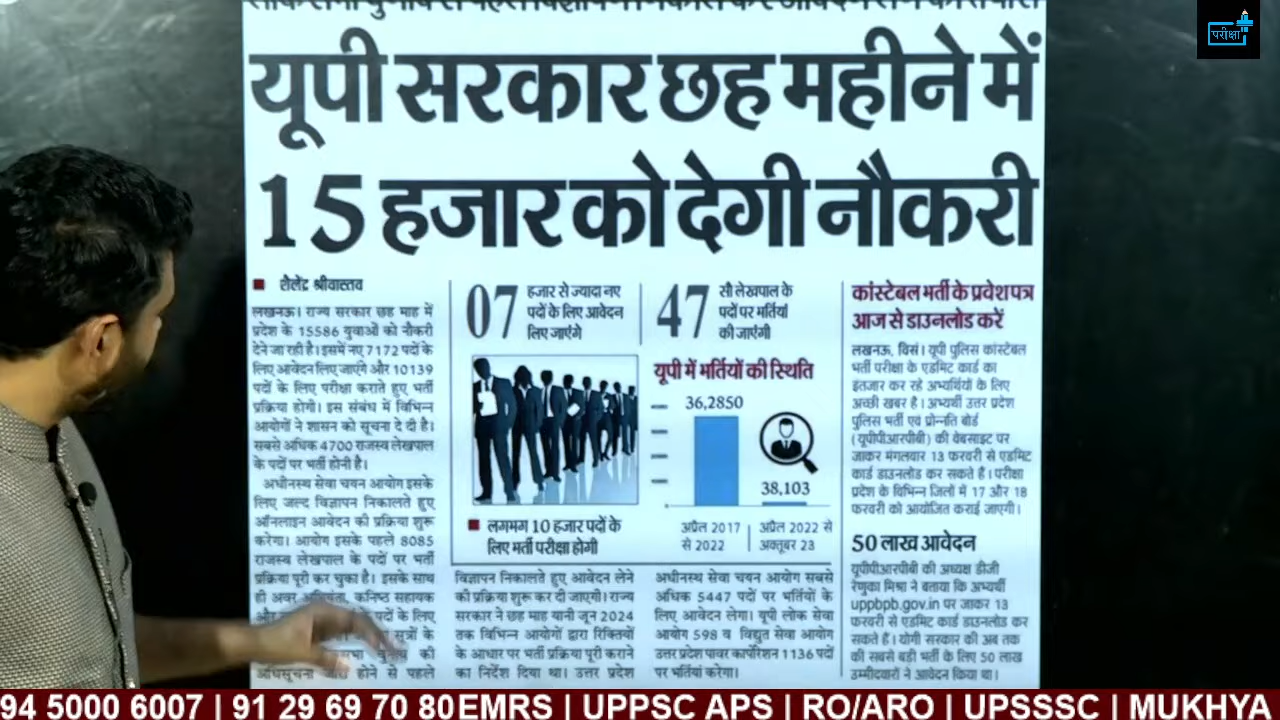 परीक्षा
यूपी सरकार छह महीने में
15 हजार को देगी नौकरी
■ शैलेंद्र श्रीवास्तव
लखनऊ। राज्य सरकार छह माह में
प्रदेश के 15586 युवाओं को नौकरी
देने जा रही है। इसमें नए 7172 पदों के
लिए आवेदन लिए जाएंगे और 10139
पदों के लिए परीक्षा कराते हुए भर्ती
प्रक्रिया होगी। इस संबंध में विभिन्न
आयोगों ने शासन को सूचना दे दी है।
सबसे अधिक 4700 राजस्व लेखपाल
के पदों पर भर्ती होनी है।
अधीनस्थ सेवा चयन आयोग इसके
लिए जल्द विज्ञापन निकालते हुए
ऑनलाइन आवेदन की प्रक्रिया शुरू
करेगा। आयोग इसके पहले 8085
राजस्व लेखपाल के पदों पर भर्ती
प्रक्रिया पूरी कर चुका है। इसके साथ
ही अवर अभियंता, कनिष्ठ सहायक
पदों के लिए
सूत्रों के
चुनाव की
अधिसूचना जारी होने से पहले
07 हजार से ज्यादा नए
पदों के लिए आवेदन
लिए जाएंगे
47 सौ लेखपाल के
पदों पर भर्तियां
की जाएंगी
■ लगभग 10 हजार पदों के
लिए भर्ती परीक्षा होगी
यूपी में भर्तियों की स्थिति
36,2850
38,103
अप्रैल 2017
से 2022
अप्रैल 2022 से
अक्तूबर 23
विज्ञापन निकालते हुए आवेदन लेने
की प्रक्रिया शुरू कर दी जाएगी। राज्य
सरकार ने छह माह यानी जून 2024
तक विभिन्न आयोगों द्वारा रिक्तियों
के आधार पर भर्ती प्रक्रिया पूरी कराने
का निर्देश दिया था। उत्तर प्रदेश
अधीनस्थ सेवा चयन आयोग सबसे
अधिक 5447 पदों पर भर्तियों के
लिए आवेदन लेगा। यूपी लोक सेवा
आयोग 598 व विद्युत सेवा आयोग
उत्तर प्रदेश पावर कार्पोरेशन 1136 पदों
पर भर्तियां करेगा।
कांस्टेबल भर्ती के प्रवेश पत्र
आज से डाउनलोड करें
लखनऊ, विसं। यूपी पुलिस कांस्टेबल
भर्ती परीक्षा के एडमिट कार्ड का
इंतजार कर रहे अभ्यर्थियों के लिए
अच्छी खबर है। अभ्यर्थी उत्तर प्रदेश
पुलिस भर्ती एवं प्रोन्नति बोर्ड
(यूपीपीआरपीबी) की वेबसाइट पर
जाकर मंगलवार 13 फरवरी से एडमिट
कार्ड डाउनलोड कर सकते हैं। परीक्षा
प्रदेश के विभिन्न जिलों में 17 और 18
फरवरी को आयोजित कराई जाएगी।
50 लाख आवेदन
यूपीपीआरपीबी की अध्यक्ष डीजी
रेणुका मिश्रा ने बताया कि अभ्यर्थी
uppbpb.gov.in पर जाकर 13
फरवरी से एडमिट कार्ड डाउनलोड कर
सकते हैं। योगी सरकार की अब तक
की सबसे बड़ी भर्ती के लिए 50 लाख
उम्मीदवारों ने आवेदन किया था।
94 5000 6007 | 91 29 69 70 80 EMRS | UPPSC APS | RO/ARO | UPSSSC | MUKHYA